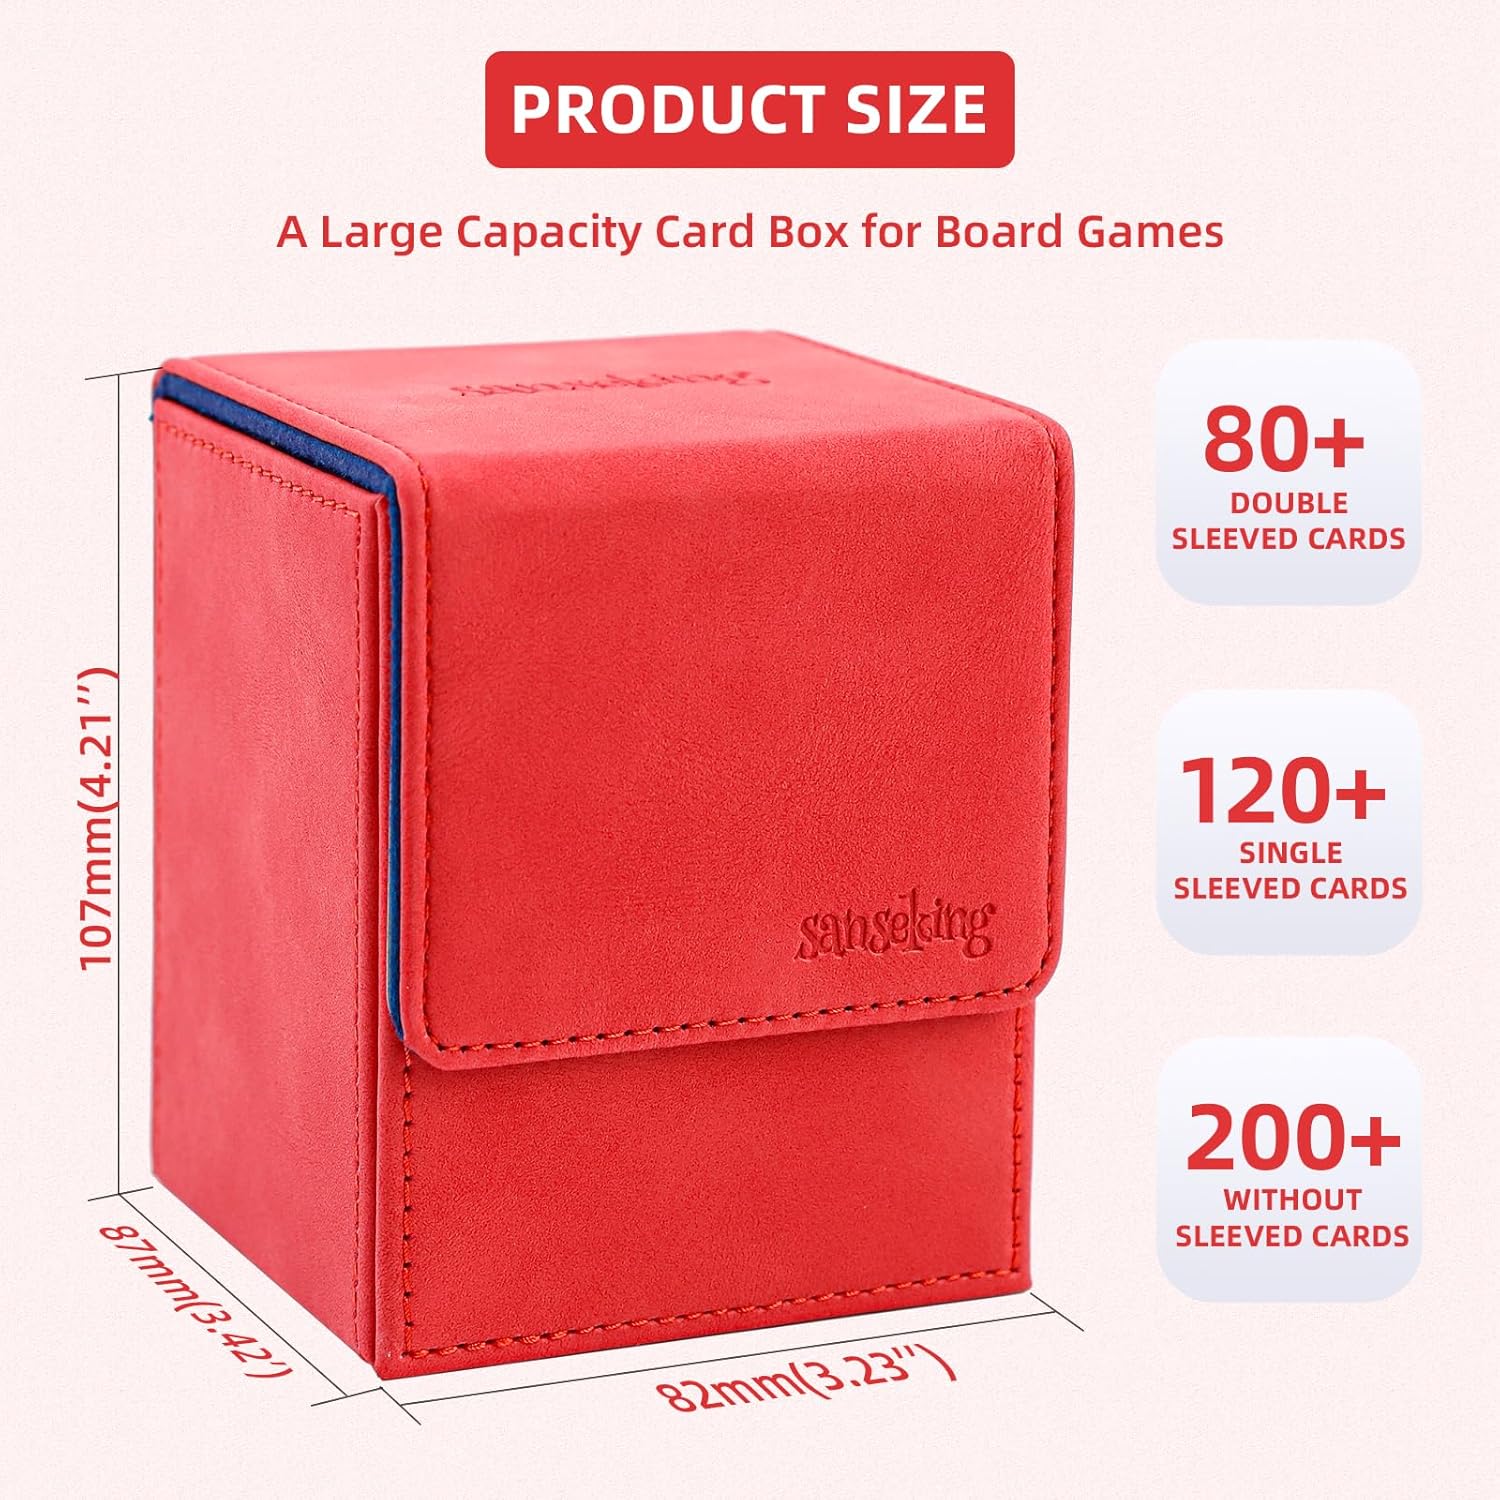 PRODUCT SIZE
A Large Capacity Card Box for Board Games
sanseking
80+
DOUBLE
SLEEVED CARDS
107mm(4.21’’)
sanseking
120+
SINGLE
SLEEVED CARDS
200+
WITHOUT
SLEEVED CARDS
87mm(3.42’)
82mm(3.23’’)